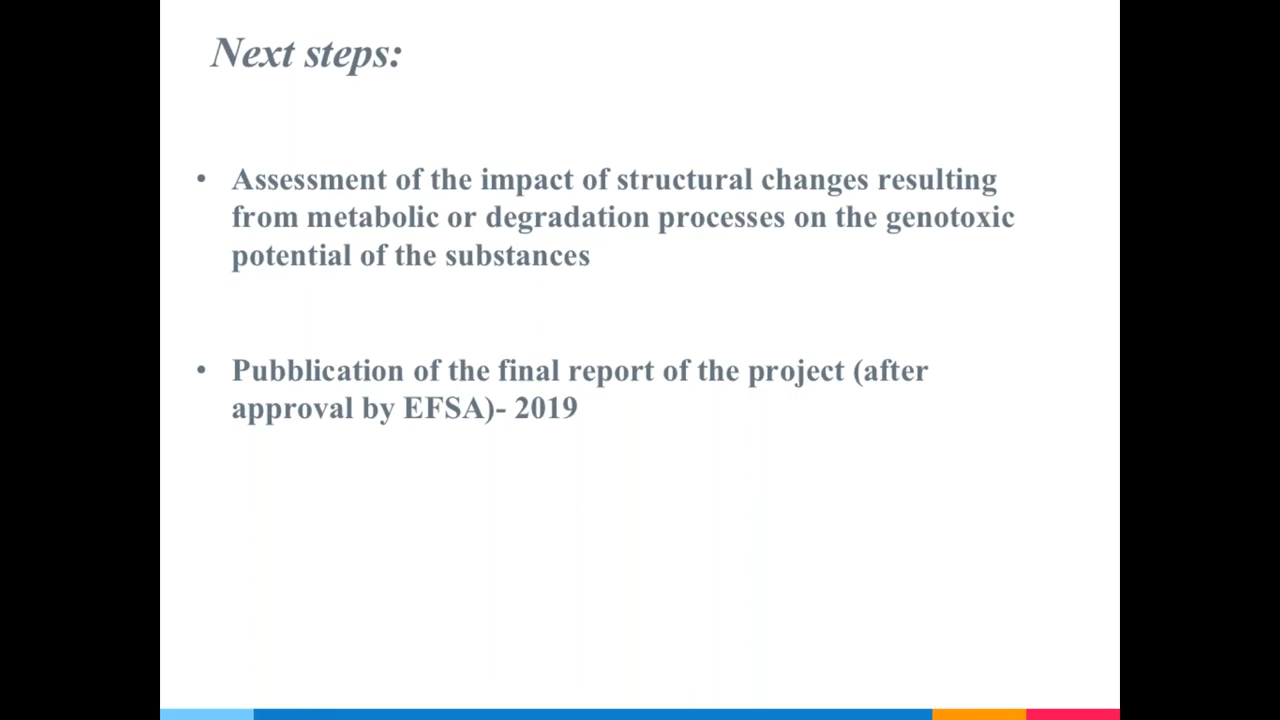 Next steps:
• Assessment of the impact of structural changes resulting
from metabolic or degradation processes on the genotoxic
potential of the substances
• Pubblication of the final report of the project (after
approval by EFSA)- 2019